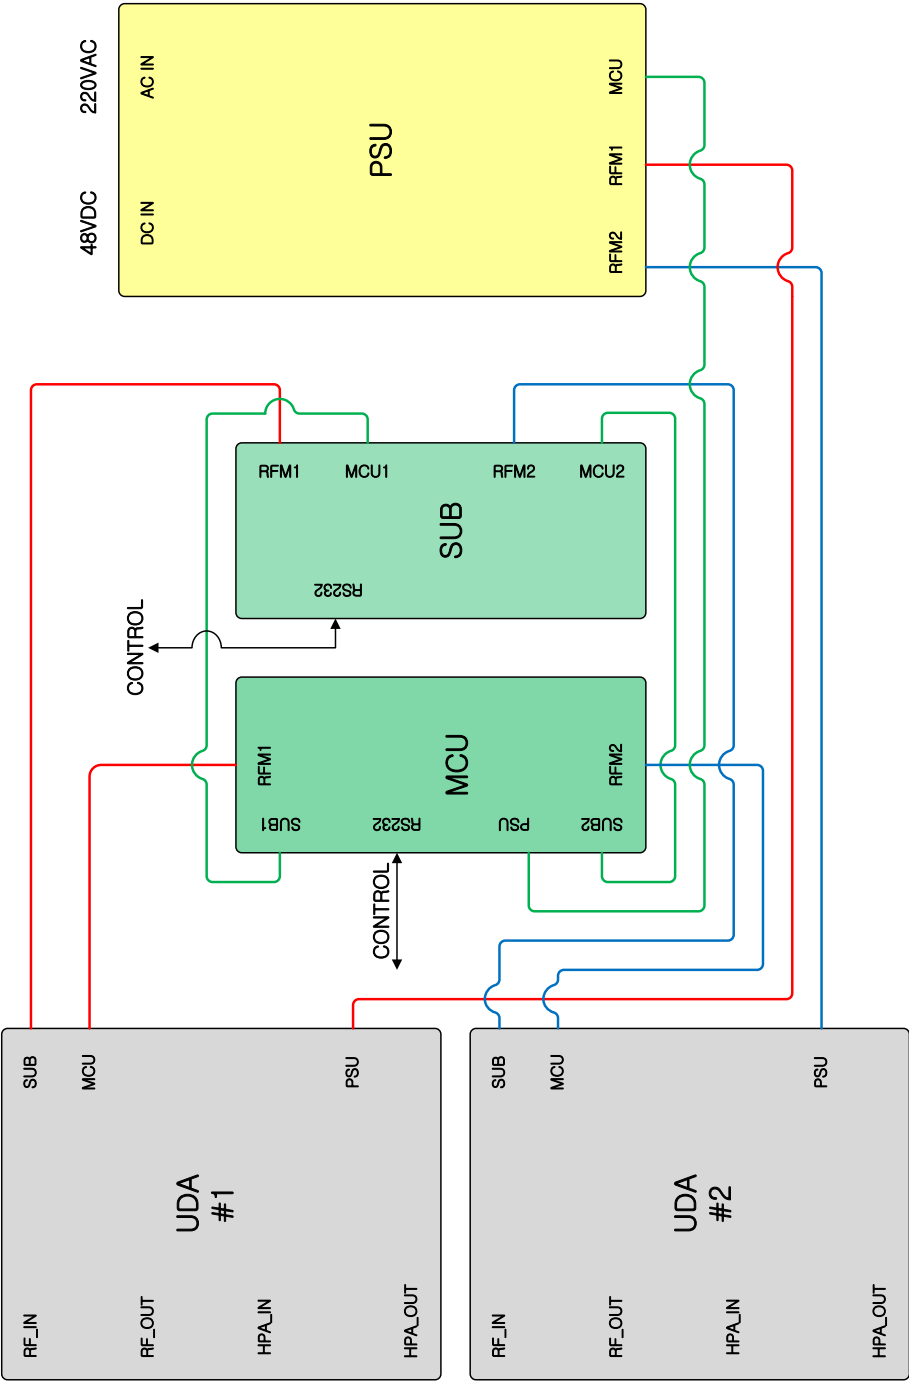 220VAC
AC IN
48VDC
DC IN
PSU
MCU
RFM1
RFM2
RFM1
MCU1
RFM2
MCU2
SUB
RS232
CONTROL
RFM1
MCU
RFM2
SUB1
RS232
PSU
SUB2
CONTROL
SUB
MCU
PSU
UDA
#1
RF_IN
RF_OUT
HPA_IN
HPA_OUT
SUB
MCU
PSU
UDA
#2
RF_IN
RF_OUT
HPA_IN
HPA_OUT